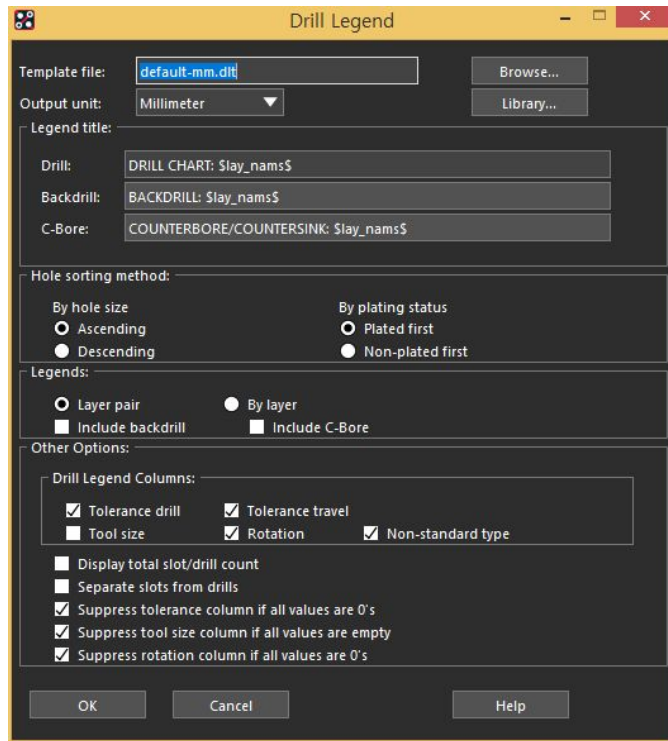 Drill Legend
Template file: default-mm.dlt Browse...
Output unit: Millimeter Library...
Legend title:
Drill: DRILL CHART: $lay_nams$
Backdrill: BACKDRILL: $lay_nams$
C-Bore: COUNTERBORE/COUNTERSINK: $lay_nams$
Hole sorting method:
By hole size By plating status
Ascending Plated first
Descending Non-plated first
Legends:
Layer pair By layer
Include backdrill Include C-Bore
Other Options:
Drill Legend Columns:
Tolerance drill Tolerance travel
Tool size Rotation Non-standard type
Display total slot/drill count
Separate slots from drills
Suppress tolerance column if all values are 0's
Suppress tool size column if all values are empty
Suppress rotation column if all values are 0's
OK Cancel Help